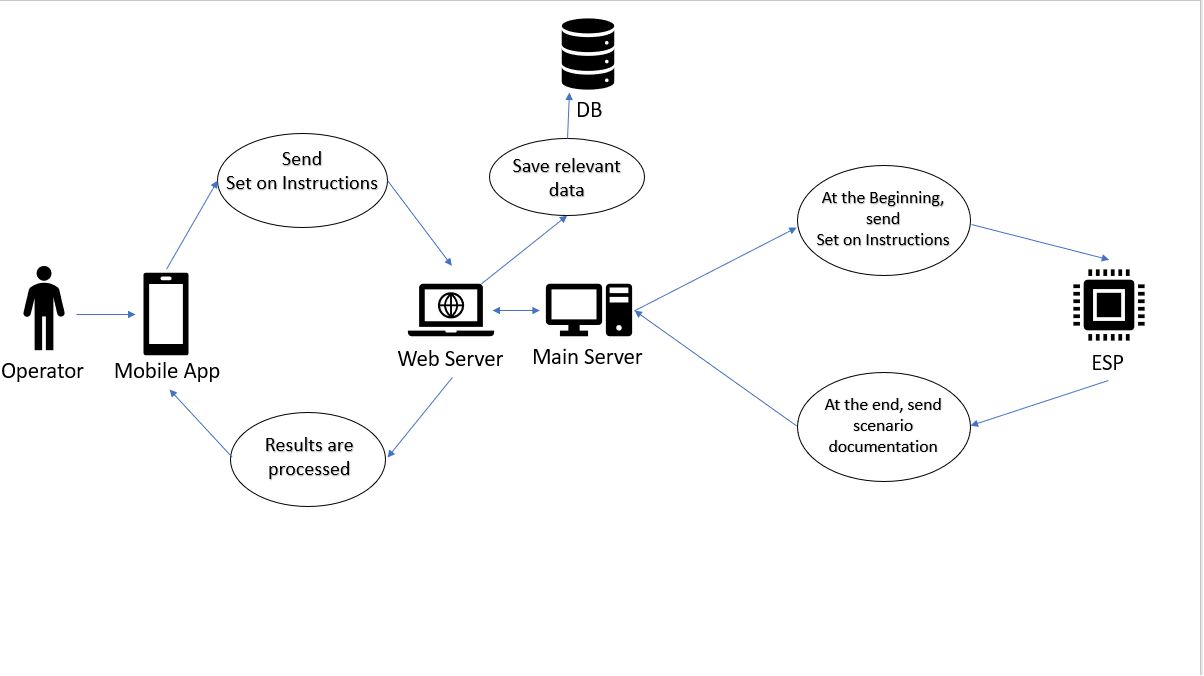 DB
Send
Set on Instructions
Save relevant
data
At the Beginning,
send
Set on Instructions
Operator
Mobile App
Web Server
Main Server
ESP
Results are
processed
At the end, send
scenario
documentation